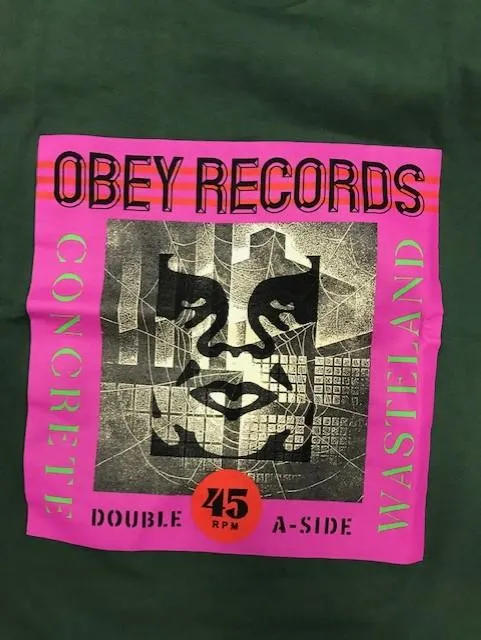 OBEY RECORDS
CONCRETE
WASTELAND
DOUBLE
45
RPM
A-SIDE